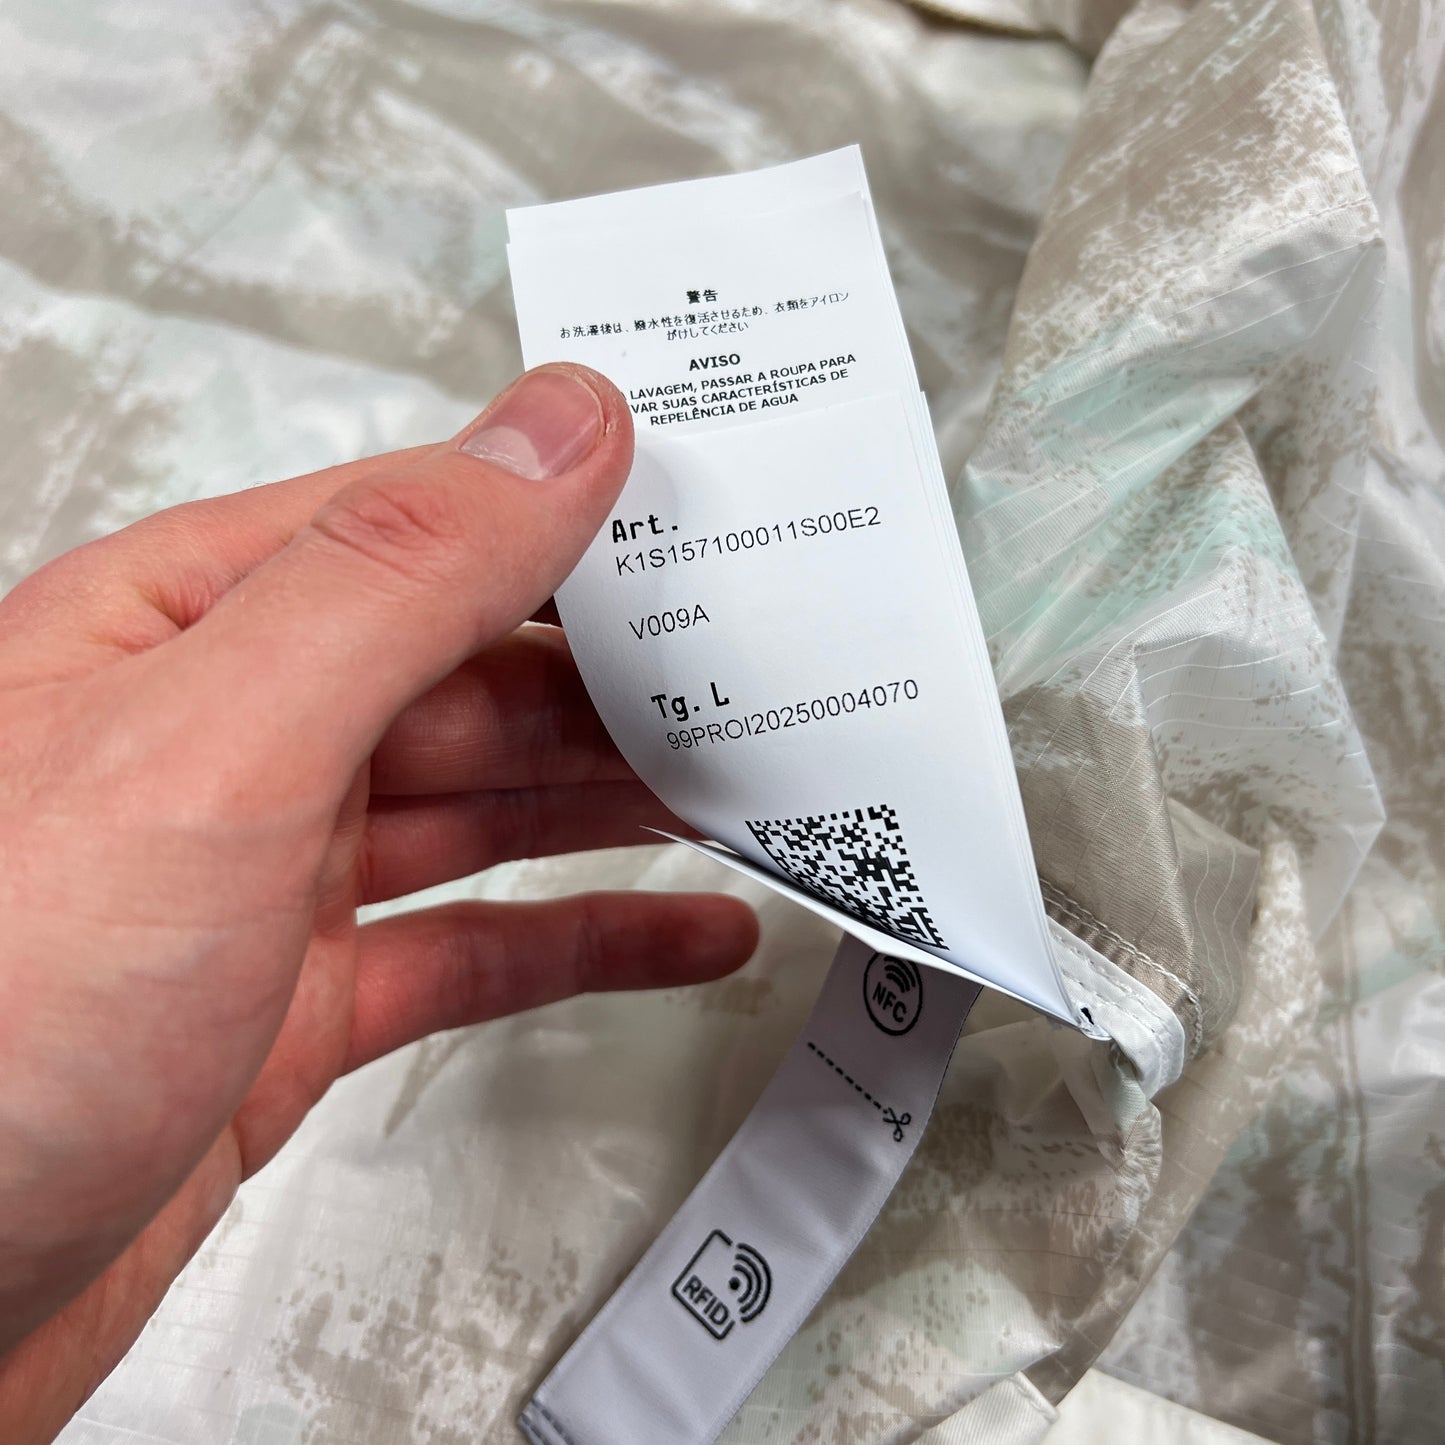 警告
お洗濯後は、撥水性を復活させるため、衣類をアイロン
がけしてください
AVISO
LAVAGEM, PASSAR A ROUPA PARA
VAR SUAS CARACTERÍSTICAS DE
REPELÊNCIA DE AGUA
Art.
K1S157100011S00E2
V009A
Tg. L
99PROI20250004070
NFC
RFID